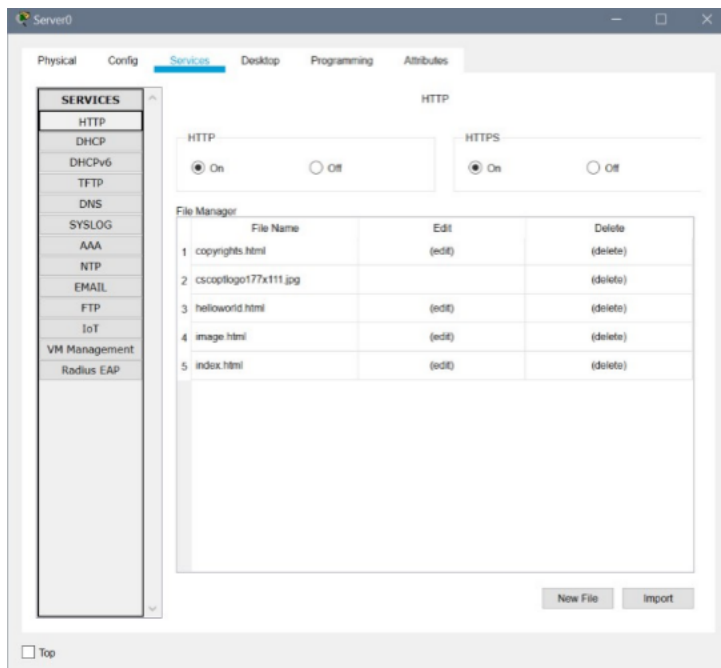 Server0
Physical Config Services Desktop Programming Attributes
SERVICES
HTTP
DHCP
DHCPv6
TFTP
DNS
SYSLOG
AAA
NTP
EMAIL
FTP
IoT
VM Management
Radius EAP
HTTP
HTTP HTTPS
On Off On Off
File Manager
File Name Edit Delete
1 copyrights.html (edit) (delete)
2 cscoptlogo177x111.jpg (delete)
3 helloworld.html (edit) (delete)
4 image.html (edit) (delete)
5 index.html (edit) (delete)
New File Import
Top